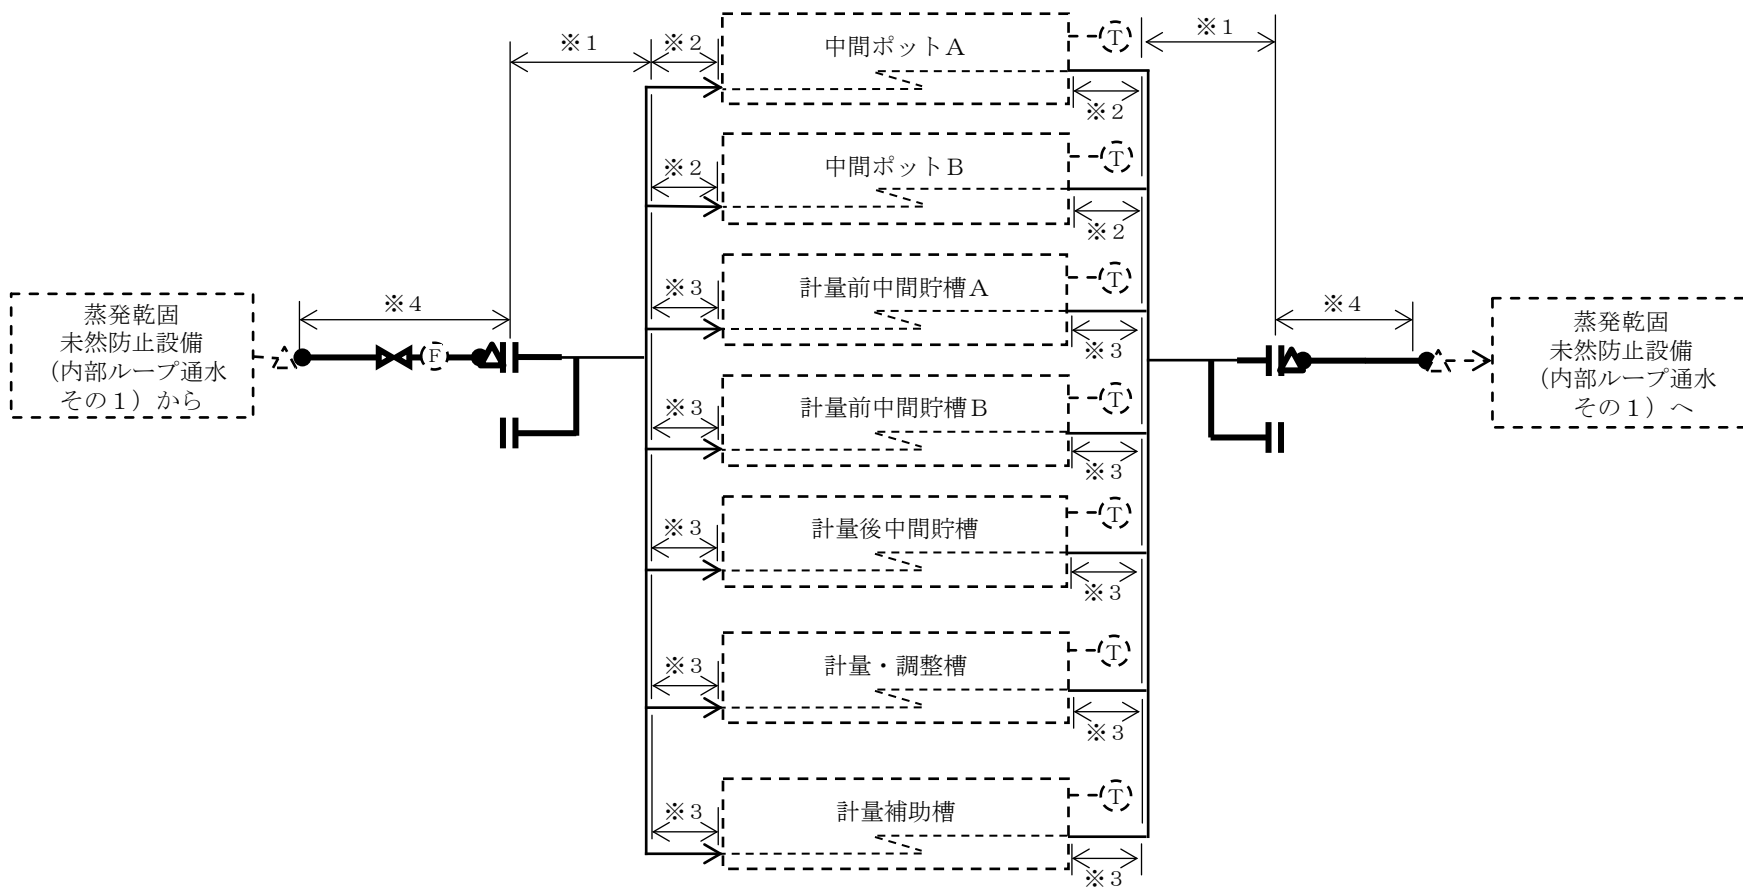 ※1
※2
中間ポットA
T
※1
※2
※2
中間ポットB
T
※2
※3
計量前中間貯槽A
T
※3
※4
※4
蒸発乾固
未然防止設備
（内部ループ通水
その1）から
F
蒸発乾固
未然防止設備
（内部ループ通水
その1）へ
※3
計量前中間貯槽B
T
※3
※3
計量後中間貯槽
T
※3
※3
計量・調整槽
T
※3
※3
計量補助槽
T
※3